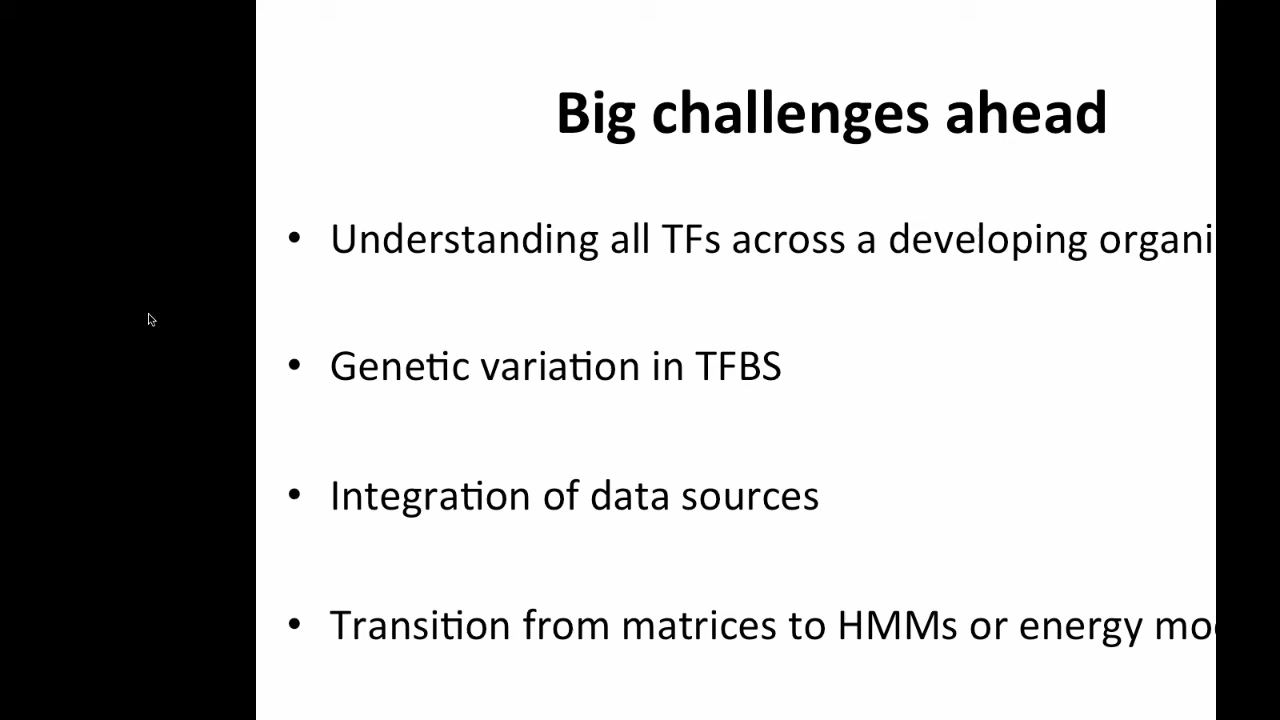 Big challenges ahead
• Understanding all TFs across a developing organi
• Genetic variation in TFBS
• Integration of data sources
• Transition from matrices to HMMs or energy mo